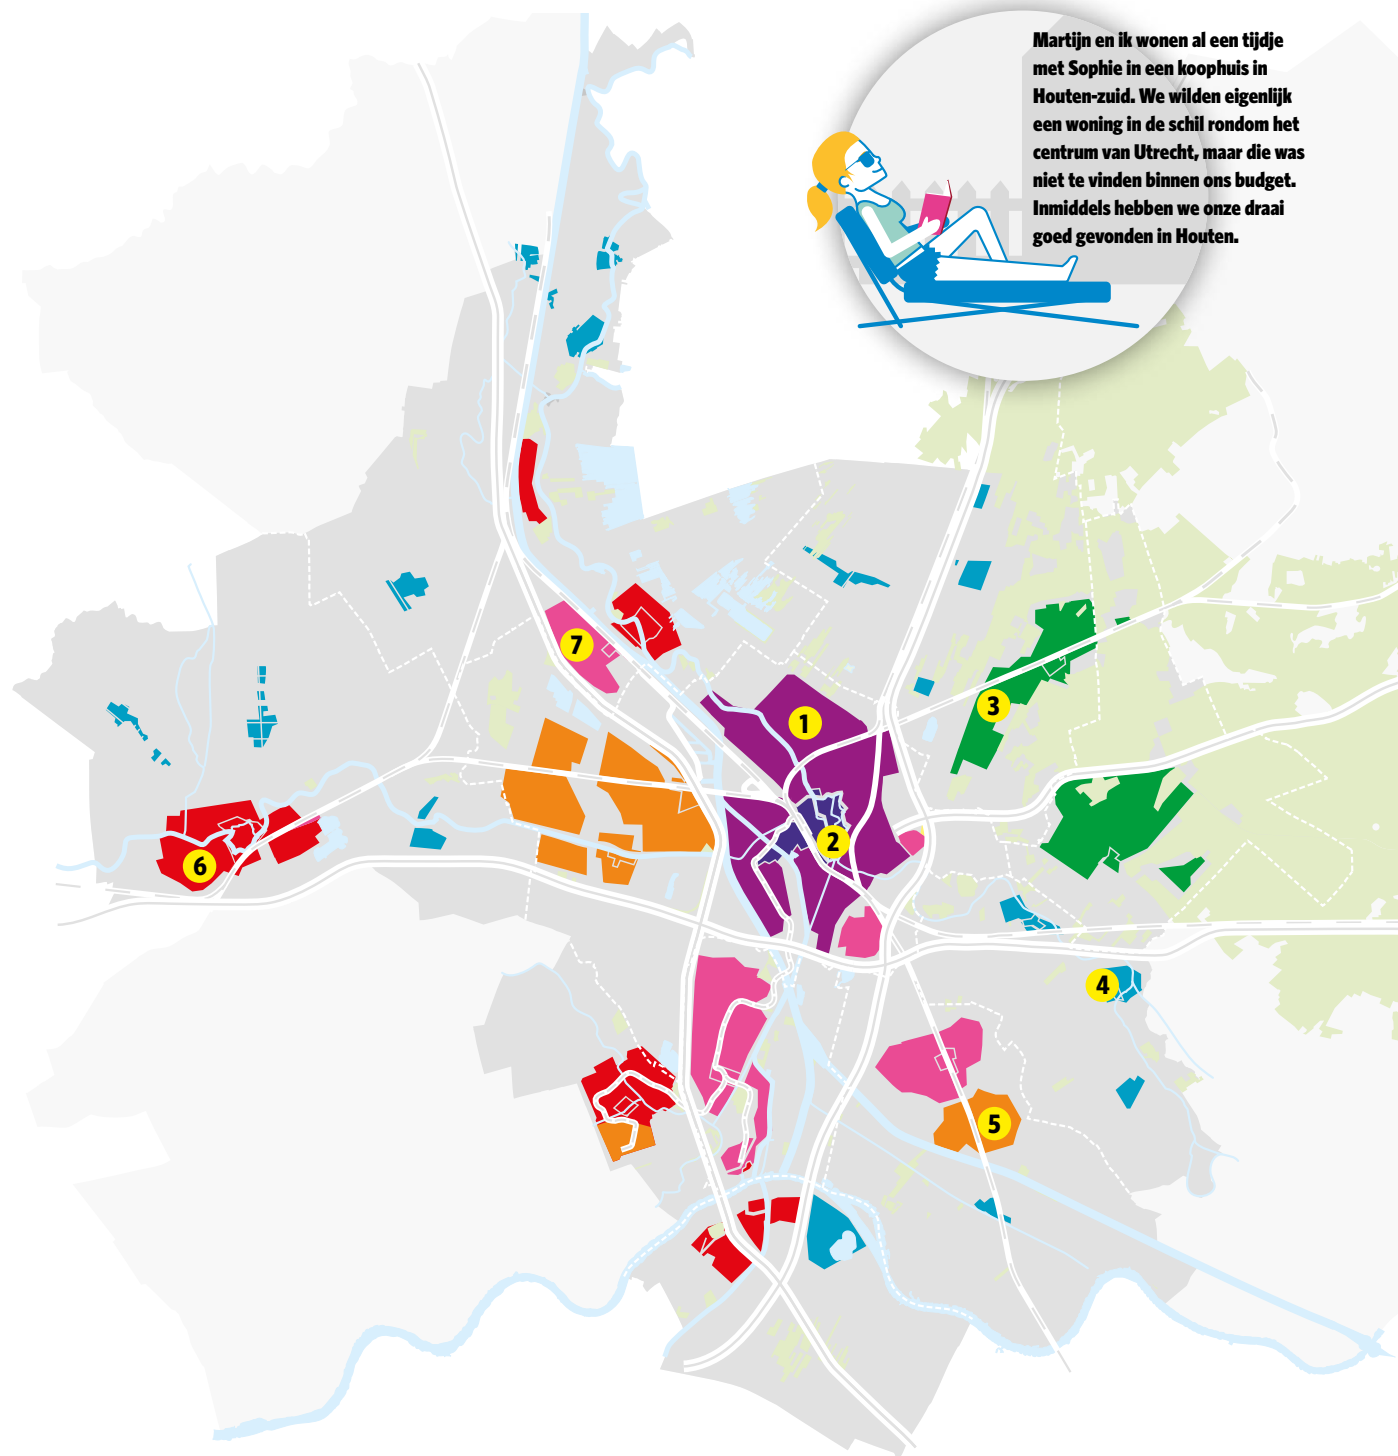 Martijn en ik wonen al een tijdje
met Sophie in een koophuis in
Houten-zuid. We wilden eigenlijk
een woning in de schil rondom het
centrum van Utrecht, maar die was
niet te vinden binnen ons budget.
Inmiddels hebben we onze draai
goed gevonden in Houten.
7
1
3
2
6
4
5